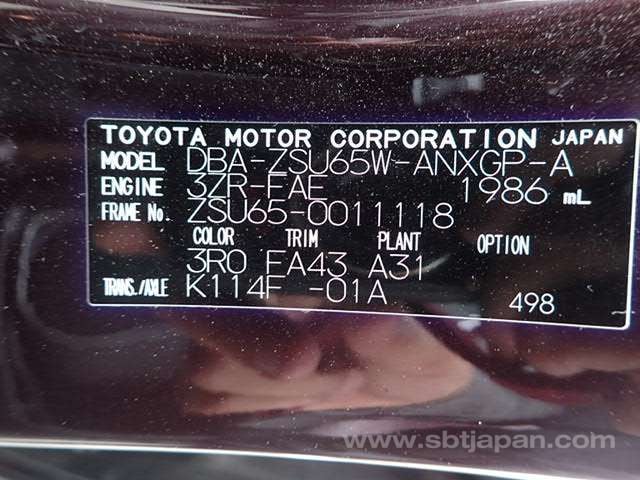 TOYOTA MOTOR CORPORATION JAPAN
MODEL DBA-ZSU65W-ANXGP-A
ENGINE 3ZR-FAE 1986 mL
FRAME No. ZSU65-0011118
COLOR TRIM PLANT OPTION
3R0 FA43 A31
TRANS./AXLE K114F -01A 498
www.sbtjapan.com